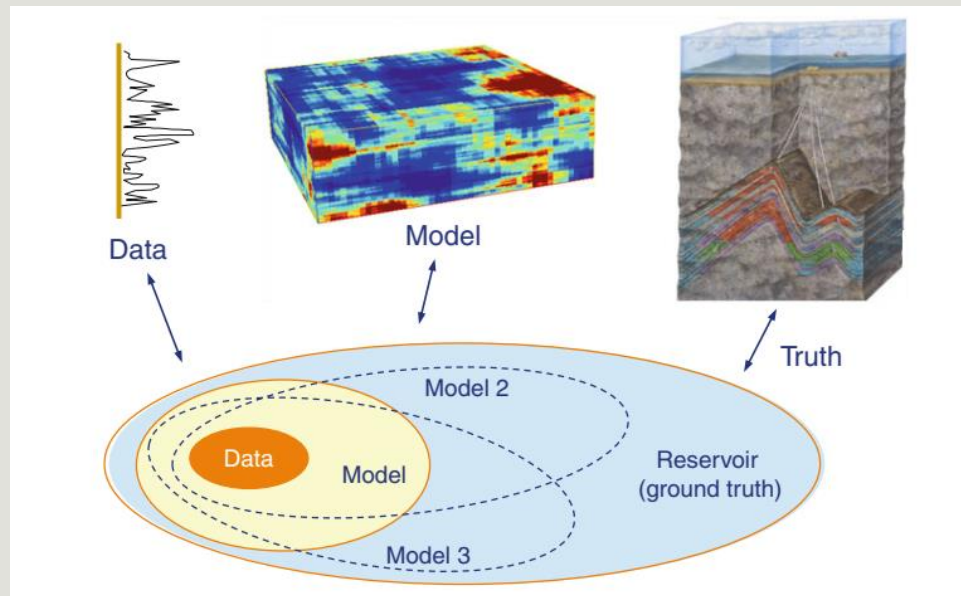 Data
Model
Truth
Model 2
Data
Model
Reservoir
(ground truth)
Model 3